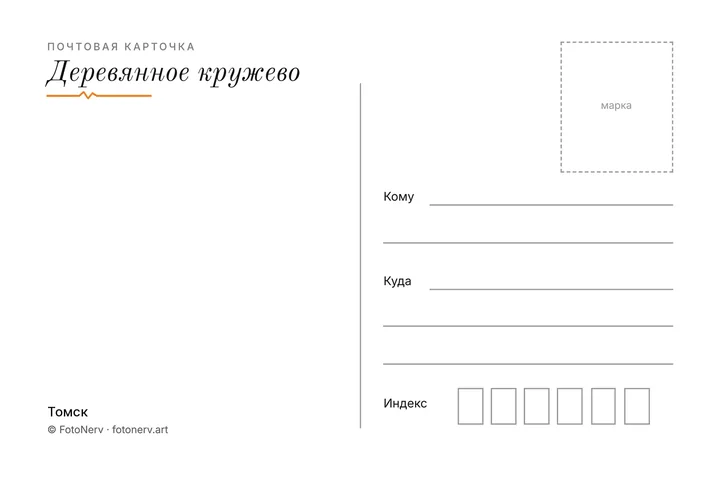 ПОЧТОВАЯ КАРТОЧКА
Деревянное кружево
марка
Кому
Куда
Индекс
Томск
© FotoNerv · fotonerv.art